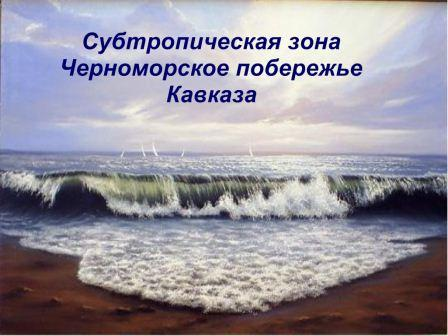 Субтропическая зона
Черноморское побережье
Кавказа